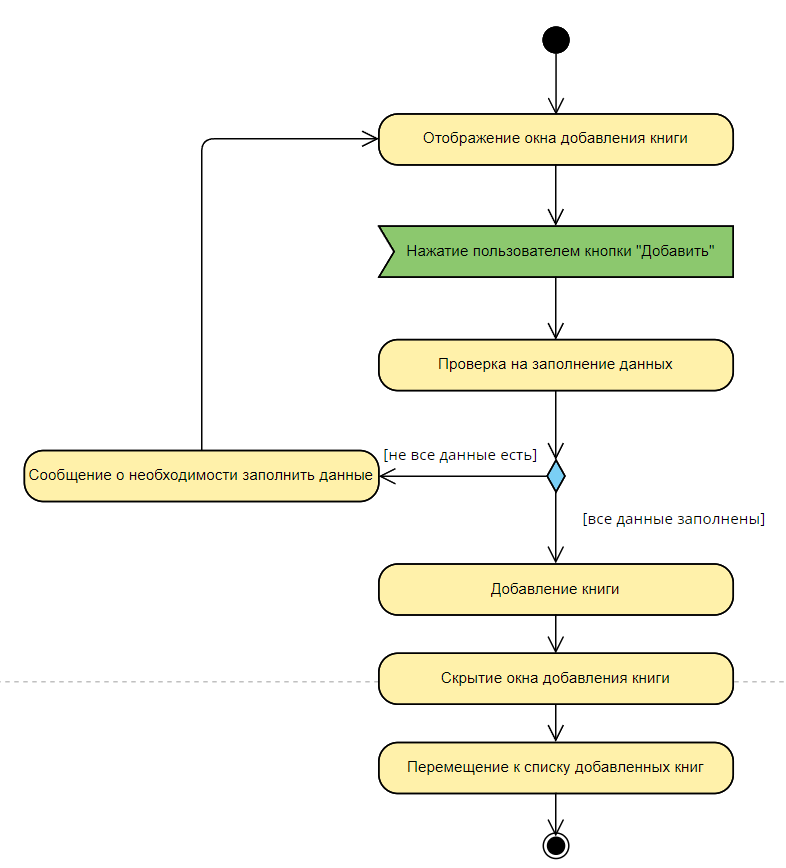 Отображение окна добавления книги
Нажатие пользователем кнопки "Добавить"
Проверка на заполнение данных
[не все данные есть]
Сообщение о необходимости заполнить данные
[все данные заполнены]
Добавление книги
Скрытие окна добавления книги
Перемещение к списку добавленных книг